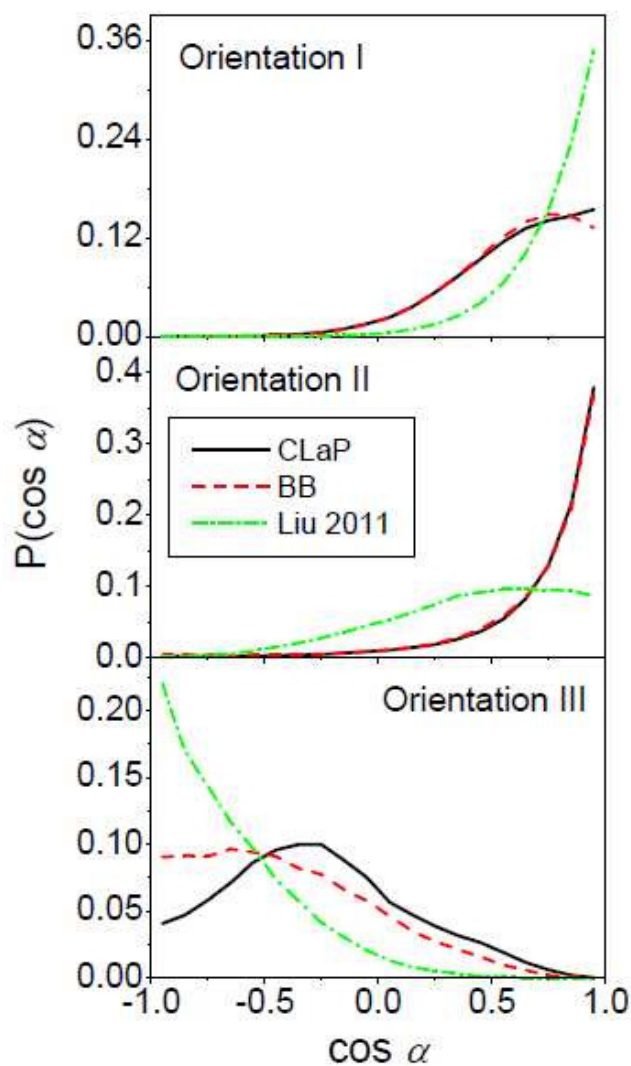 0.36
Orientation I
0.24
0.12
0.00
0.4
Orientation II
0.3
CLaP
BB
0.2
Liu 2011
0.1
0.0
P(cos α)
0.20
Orientation III
0.15
0.10
0.05
0.00
-1.0 -0.5 0.0 0.5 1.0
cos α